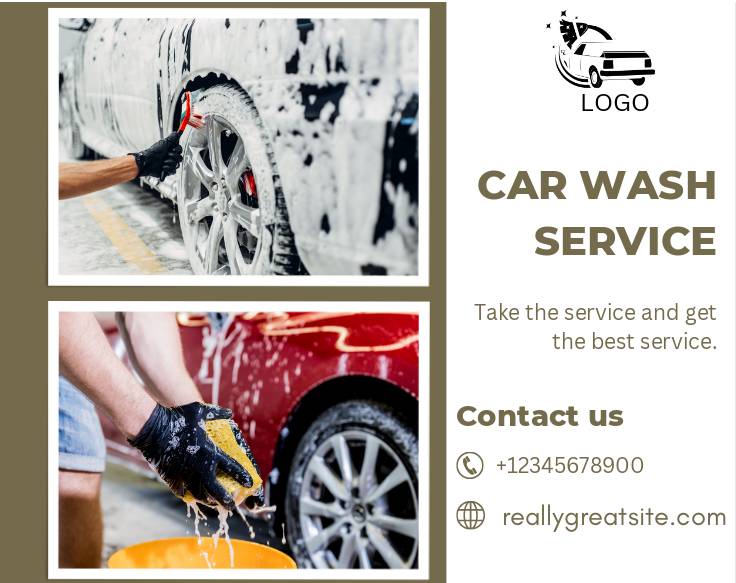 LOGO
CAR WASH
SERVICE
Take the service and get
the best service.
Contact us
+12345678900
reallygreatsite.com